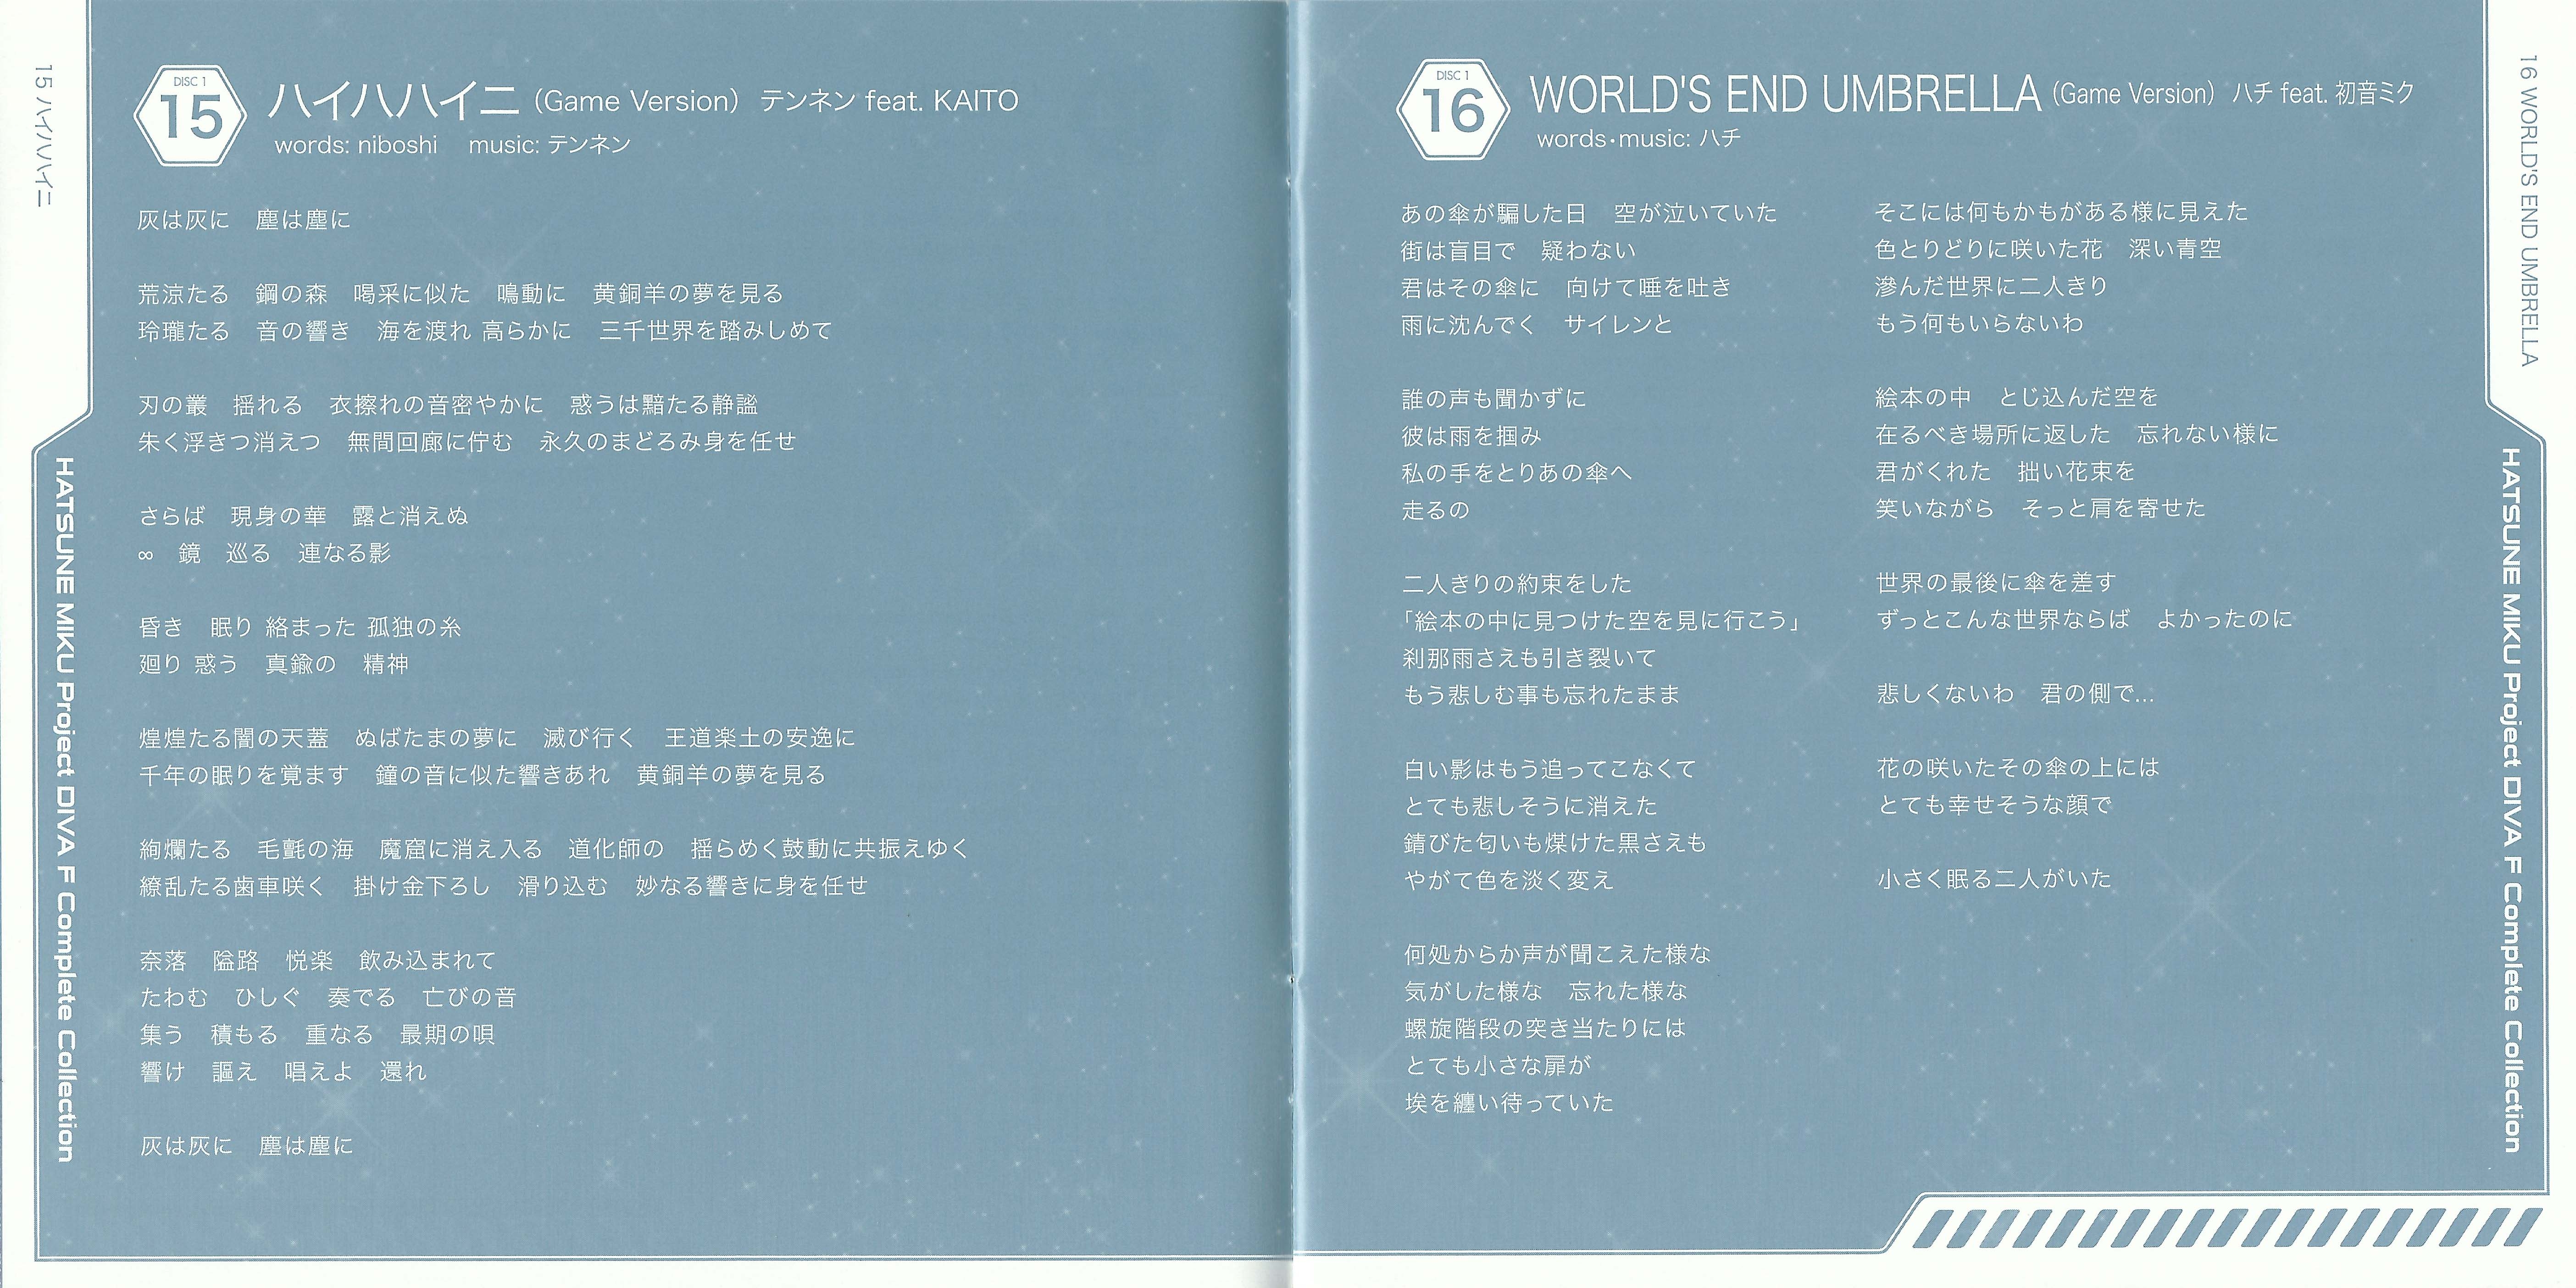 15 ハイハハイニ
DISC 1
15
ハイハハイニ（Game Version） テンネン feat. KAITO
words: niboshi　music: テンネン
灰は灰に　塵は塵に
荒涼たる　鋼の森　喝采に似た　鳴動に　黄銅羊の夢を見る
玲瓏たる　音の響き　海を渡れ 高らかに　三千世界を踏みしめて
刃の叢　揺れる　衣擦れの音密やかに　惑うは黯たる静謐
朱く浮きつ消えつ　無間回廊に佇む　永久のまどろみ身を任せ
さらば　現身の華　露と消えぬ
∞　鏡　巡る　連なる影
昏き　眠り 絡まった 孤独の糸
廻り 惑う　真鍮の　精神
煌煌たる闇の天蓋　ぬばたまの夢に　滅び行く　王道楽土の安逸に
千年の眠りを覚ます　鐘の音に似た響きあれ　黄銅羊の夢を見る
絢爛たる　毛氈の海　魔窟に消え入る　道化師の　揺らめく鼓動に共振えゆく
繚乱たる歯車咲く　掛け金下ろし　滑り込む　妙なる響きに身を任せ
奈落　隘路　悦楽　飲み込まれて
たわむ　ひしぐ　奏でる　亡びの音
集う　積もる　重なる　最期の唄
響け　謳え　唱えよ　還れ
灰は灰に　塵は塵に
HATSUNE MIKU Project DIVA F Complete Collection
DISC 1
16
WORLD'S END UMBRELLA（Game Version） ハチ feat. 初音ミク
words・music: ハチ
あの傘が騙した日　空が泣いていた
街は盲目で　疑わない
君はその傘に　向けて唾を吐き
雨に沈んでく　サイレンと
誰の声も聞かずに
彼は雨を掴み
私の手をとりあの傘へ
走るの
二人きりの約束をした
「絵本の中に見つけた空を見に行こう」
刹那雨さえも引き裂いて
もう悲しむ事も忘れたまま
白い影はもう追ってこなくて
とても悲しそうに消えた
錆びた匂いも煤けた黒さえも
やがて色を淡く変え
何処からか声が聞こえた様な
気がした様な　忘れた様な
螺旋階段の突き当たりには
とても小さな扉が
埃を纏い待っていた
そこには何もかもがある様に見えた
色とりどりに咲いた花　深い青空
滲んだ世界に二人きり
もう何もいらないわ
絵本の中　とじ込んだ空を
在るべき場所に返した　忘れない様に
君がくれた　拙い花束を
笑いながら　そっと肩を寄せた
世界の最後に傘を差す
ずっとこんな世界ならば　よかったのに
悲しくないわ　君の側で…
花の咲いたその傘の上には
とても幸せそうな顔で
小さく眠る二人がいた
16 WORLD'S END UMBRELLA
HATSUNE MIKU Project DIVA F Complete Collection